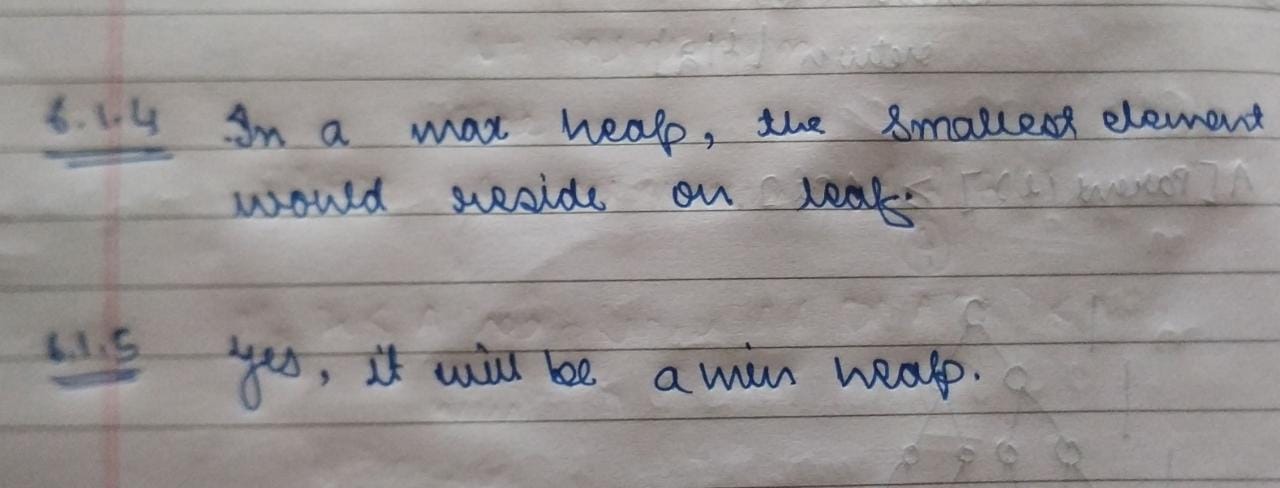 6.1.4 In a max heap, the smallest element
would reside on leaf.
6.1.5 Yes, it will be a min heap.